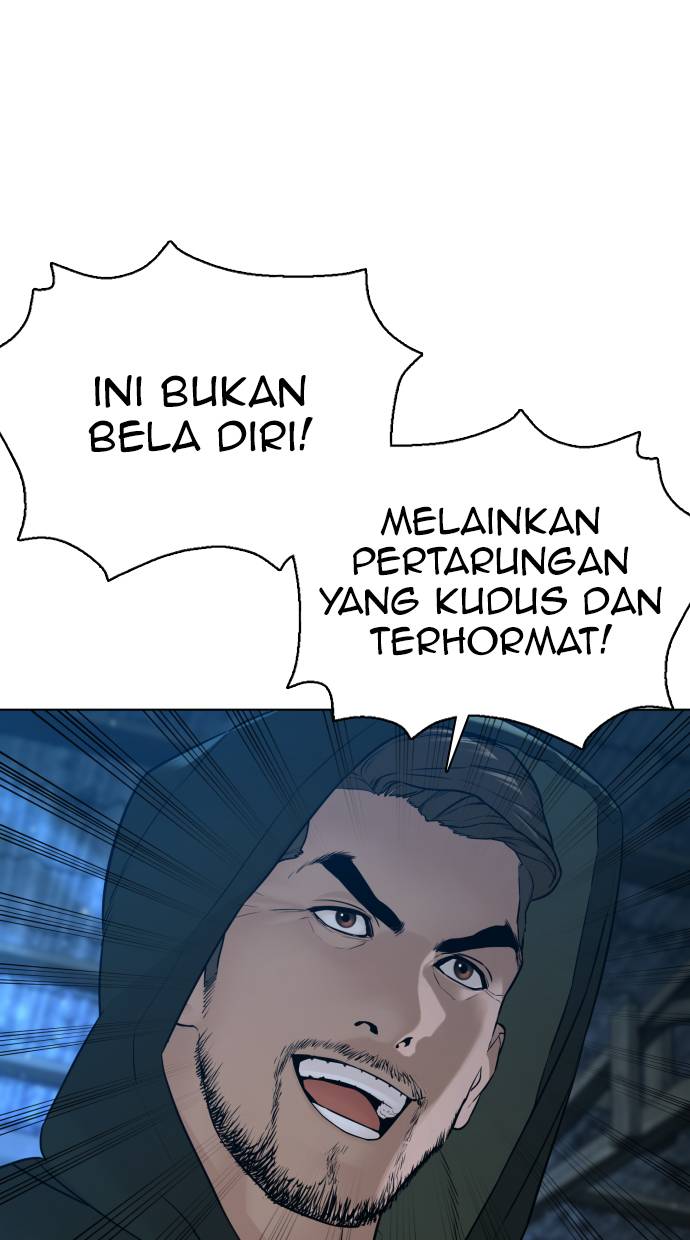 INI BUKAN
BELA DIRI!
MELAINKAN
PERTARUNGAN
YANG KUDUS DAN
TERHORMAT!